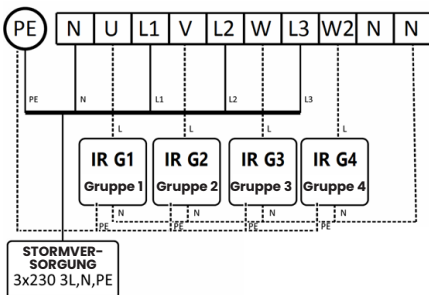 PE N U L1 V L2 W L3 W2 N N
PE N L1 L2 L3
L L L L
IR G1 IR G2 IR G3 IR G4
Gruppe 1 Gruppe 2 Gruppe 3 Gruppe 4
N N N N
PE PE PE PE
STORMVER-
SORGUNG
3x230 3L,N,PE